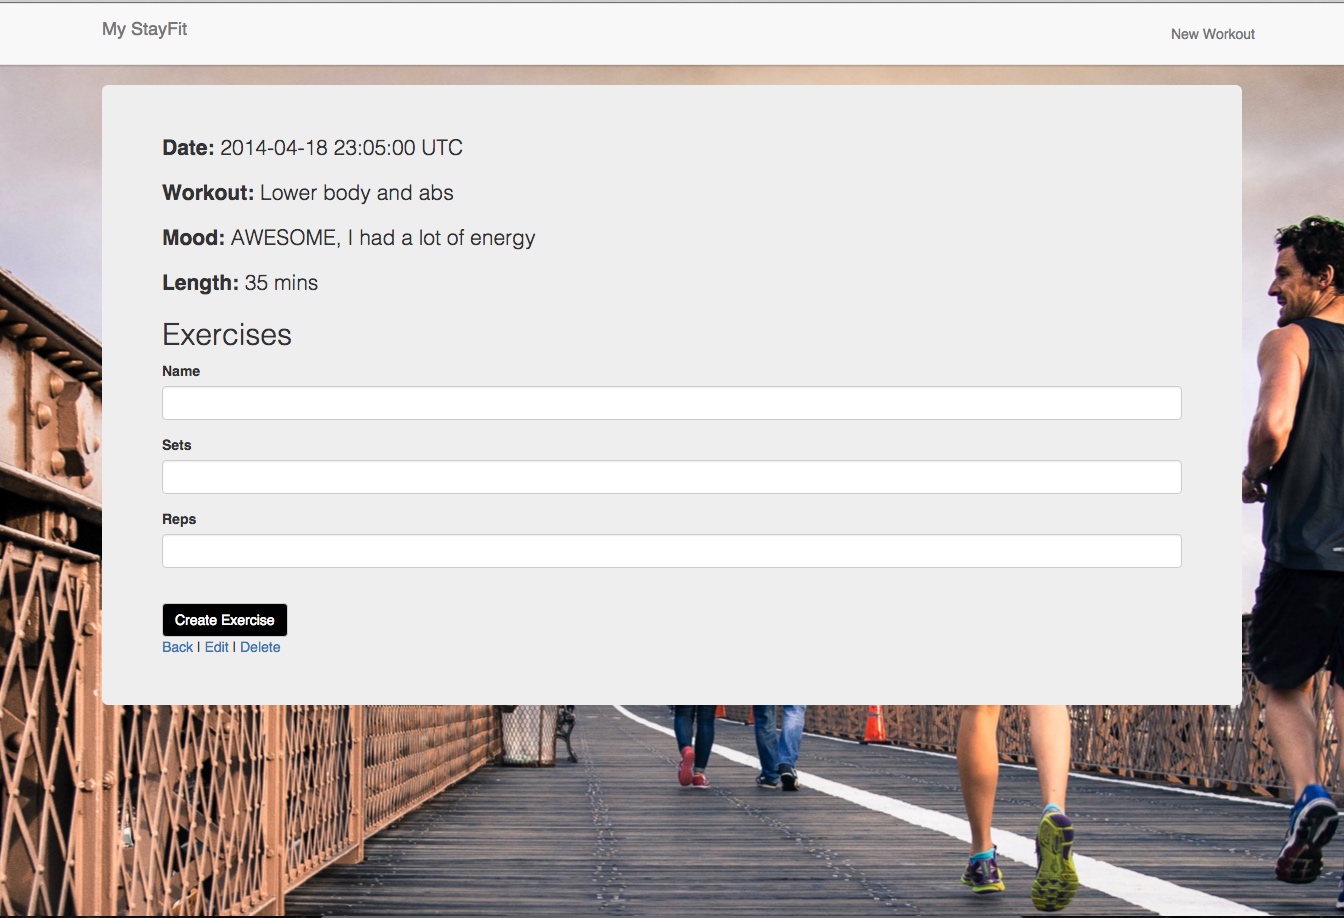 My StayFit
New Workout
Date: 2014-04-18 23:05:00 UTC
Workout: Lower body and abs
Mood: AWESOME, I had a lot of energy
Length: 35 mins
Exercises
Name
Sets
Reps
Create Exercise
Back | Edit | Delete